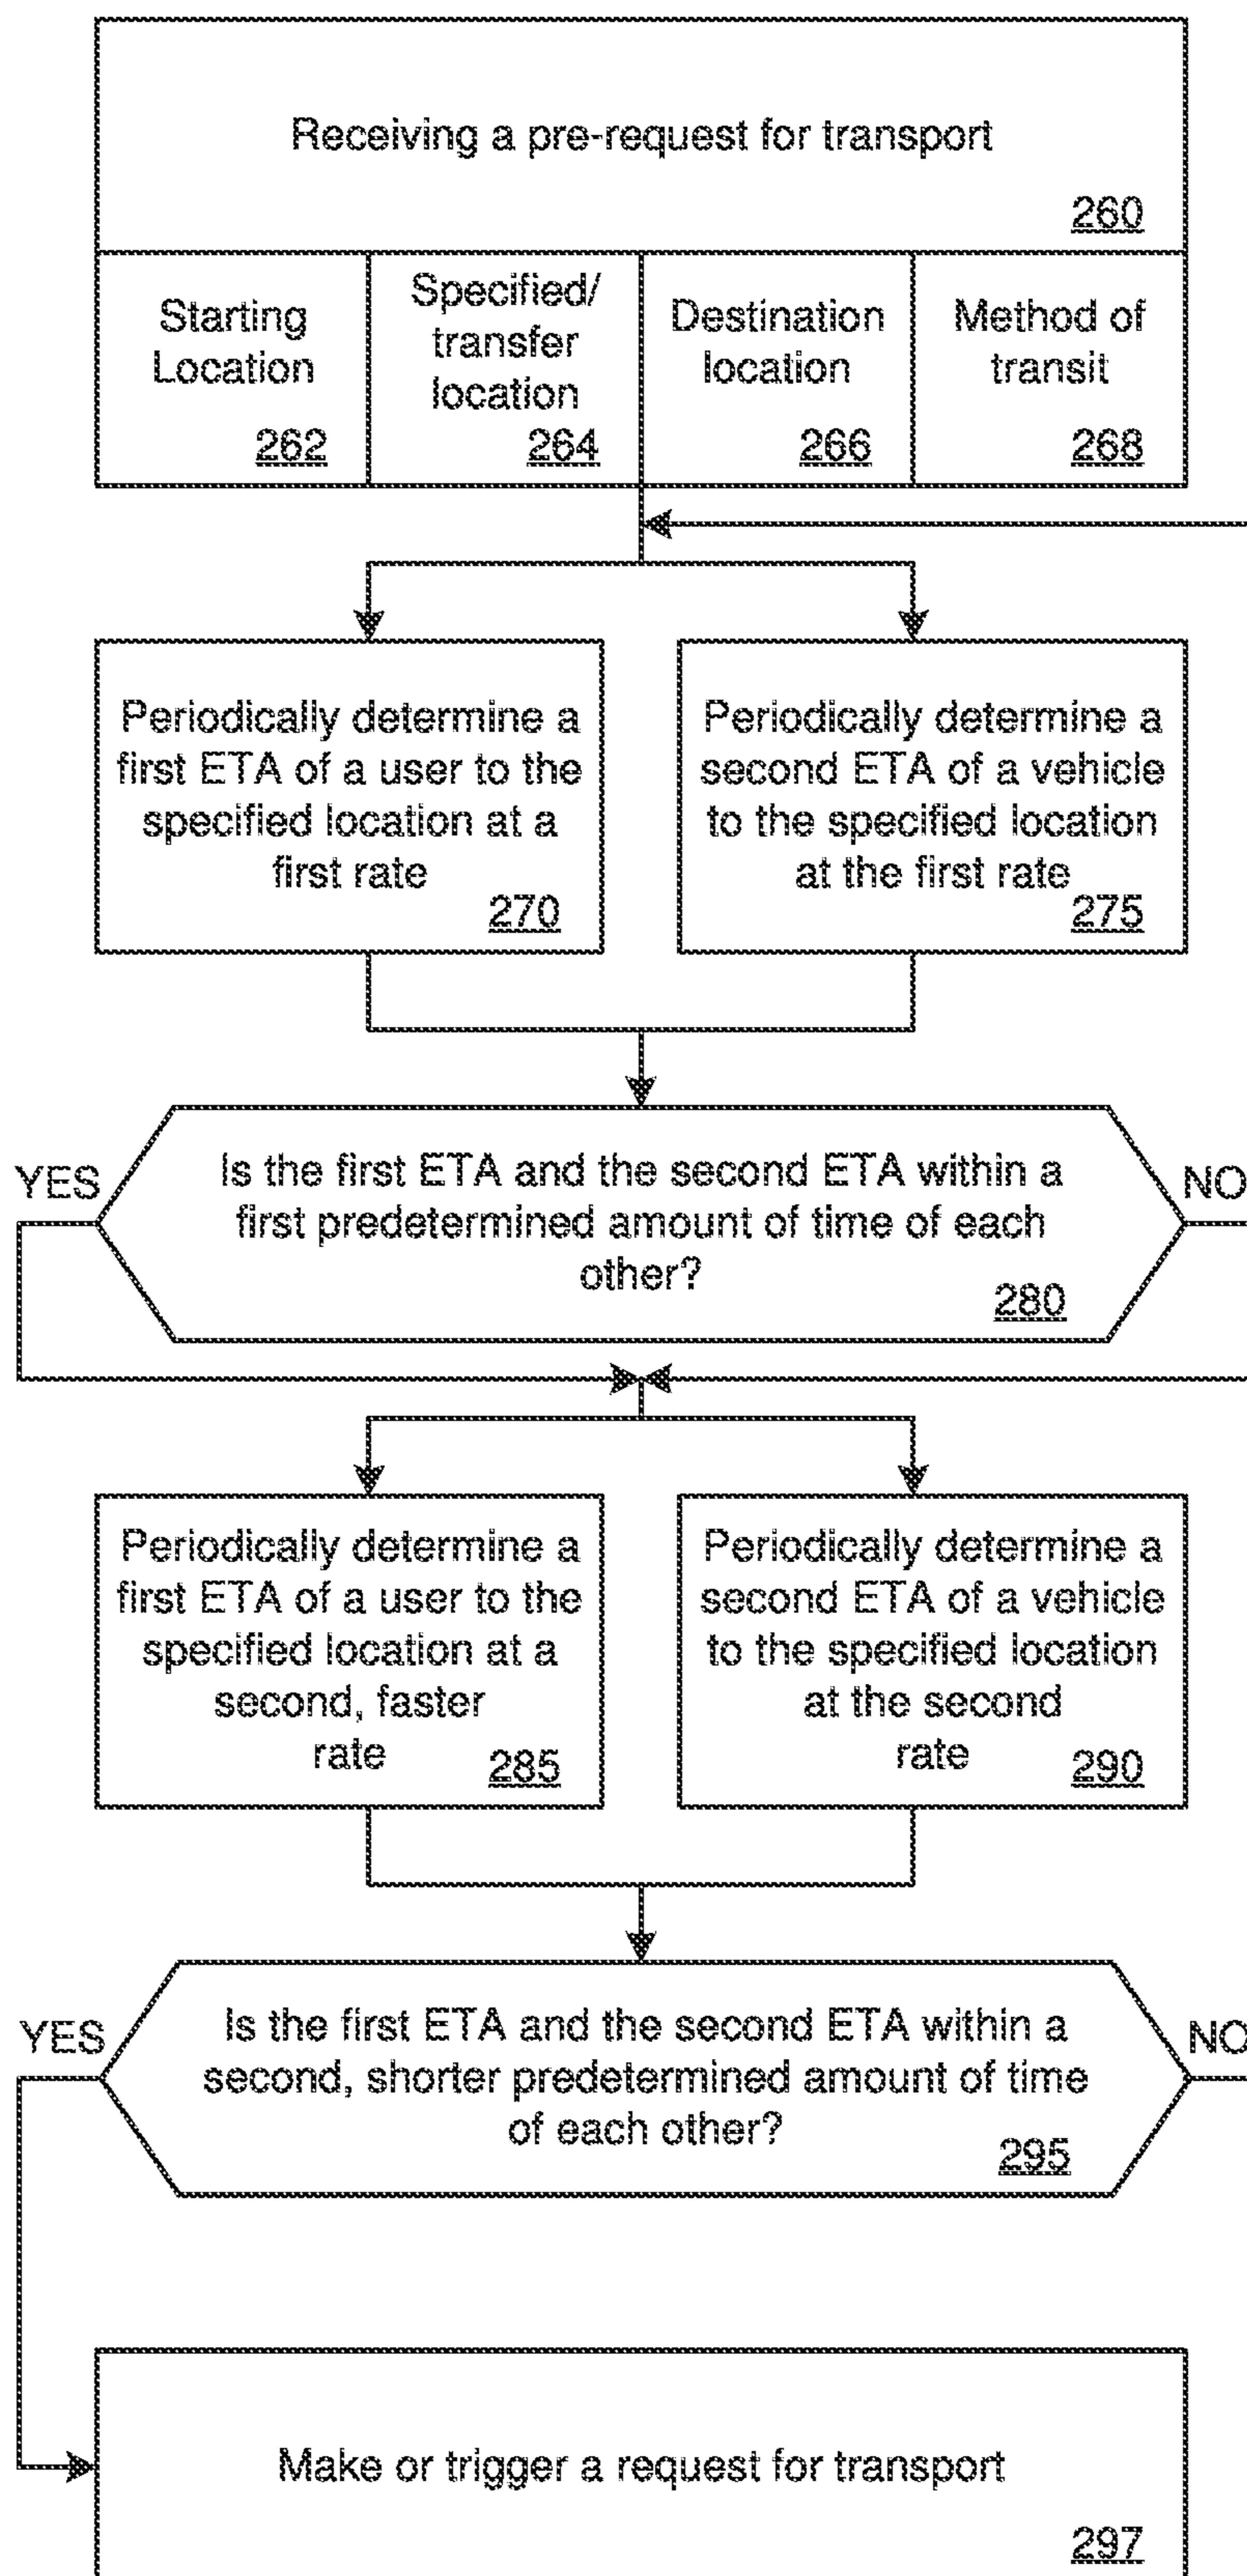 Receiving a pre-request for transport
260
Starting
Location
262
Specified/
transfer
location
264
Destination
location
266
Method of
transit
268
Periodically determine a
first ETA of a user to the
specified location at a
first rate
270
Periodically determine a
second ETA of a vehicle
to the specified location
at the first rate
275
YES
Is the first ETA and the second ETA within a
first predetermined amount of time of each
other?
280
NO
Periodically determine a
first ETA of a user to the
specified location at a
second, faster
rate
285
Periodically determine a
second ETA of a vehicle
to the specified location
at the second
rate
290
YES
Is the first ETA and the second ETA within a
second, shorter predetermined amount of time
of each other?
295
NO
Make or trigger a request for transport
297